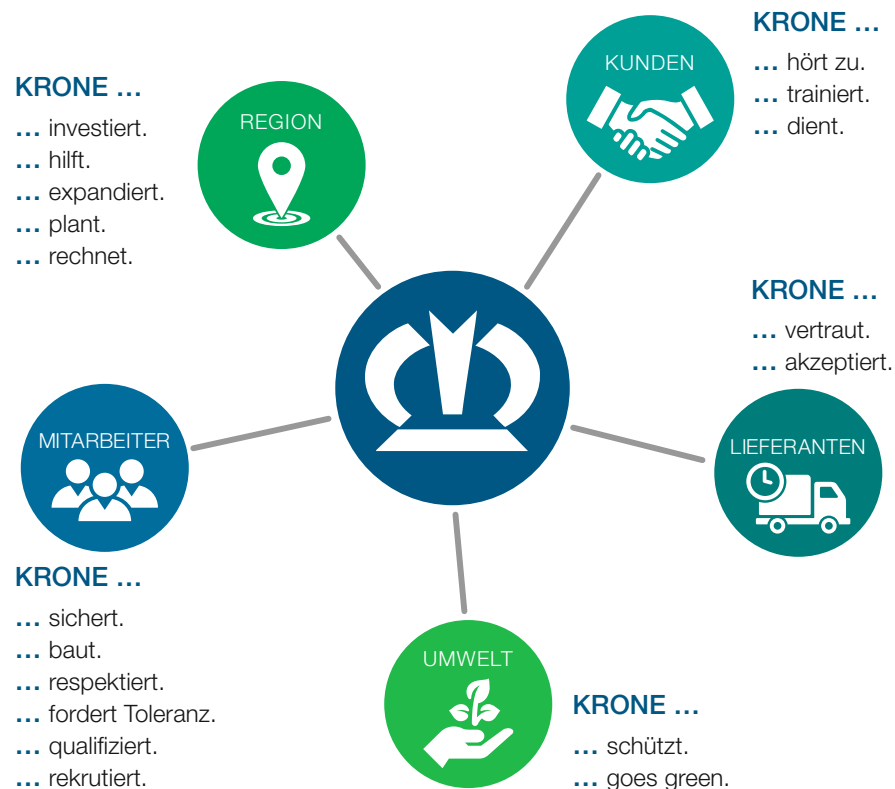 KRONE ...
... investiert.
... hilft.
... expandiert.
... plant.
... rechnet.
REGION
KUNDEN
KRONE ...
... hört zu.
... trainiert.
... dient.
KRONE ...
... vertraut.
... akzeptiert.
LIEFERANTEN
MITARBEITER
KRONE ...
... sichert.
... baut.
... respektiert.
... fordert Toleranz.
... qualifiziert.
... rekrutiert.
UMWELT
KRONE ...
... schützt.
... goes green.